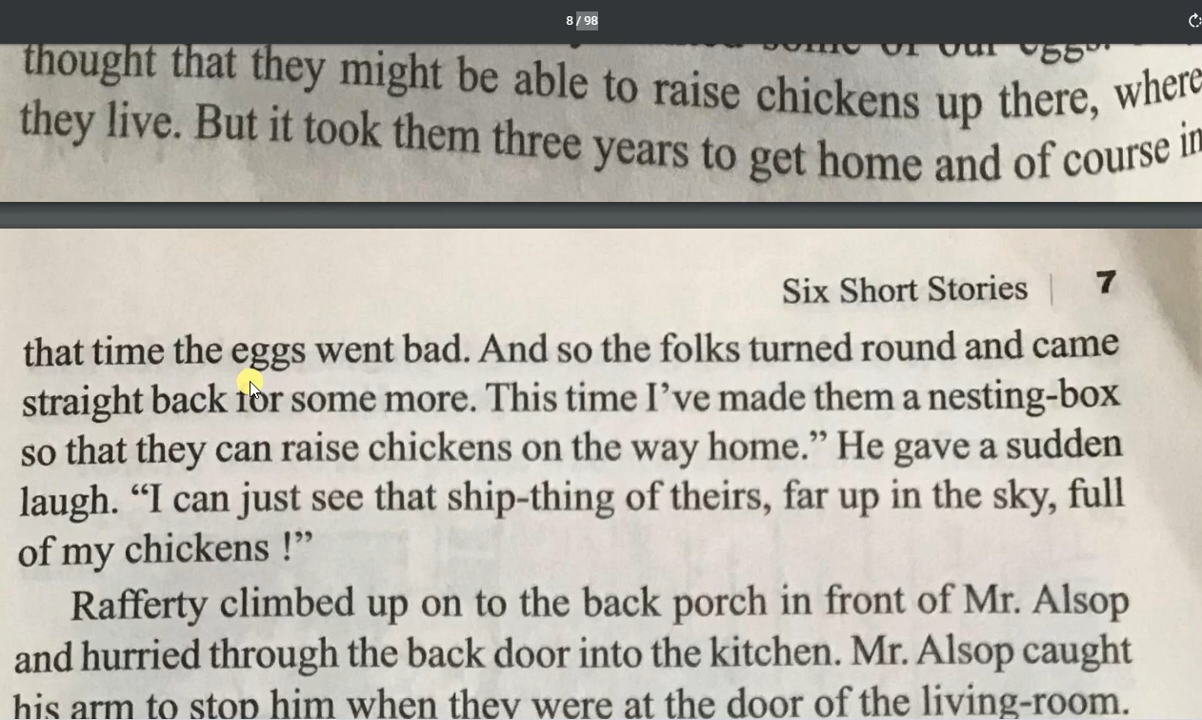 8 / 98
some of our eggs.
thought that they might be able to raise chickens up there, where
they live. But it took them three years to get home and of course in
Six Short Stories | 7
that time the eggs went bad. And so the folks turned round and came
straight back for some more. This time I’ve made them a nesting-box
so that they can raise chickens on the way home.” He gave a sudden
laugh. “I can just see that ship-thing of theirs, far up in the sky, full
of my chickens !”
Rafferty climbed up on to the back porch in front of Mr. Alsop
and hurried through the back door into the kitchen. Mr. Alsop caught
his arm to stop him when they were at the door of the living-room.